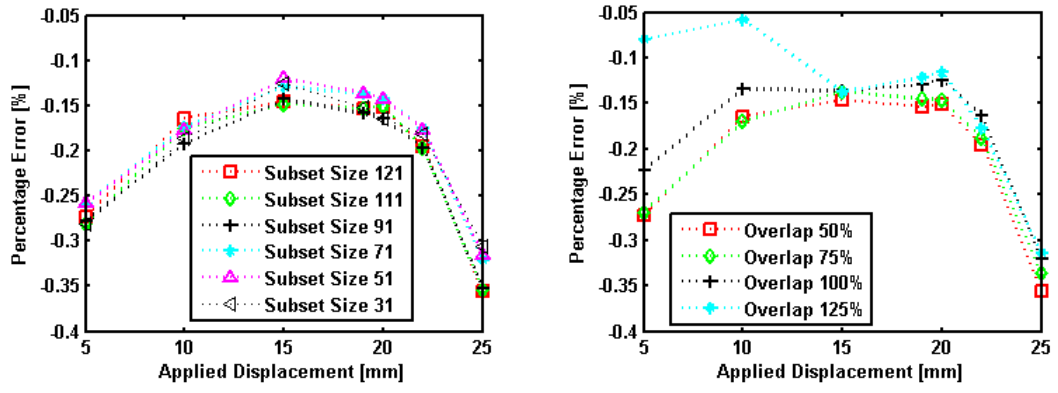 -0.05
-0.1
-0.15
-0.2
-0.25
-0.3
-0.35
-0.4
Percentage Error [%]
Subset Size 121
Subset Size 111
Subset Size 91
Subset Size 71
Subset Size 51
Subset Size 31
5 10 15 20 25
Applied Displacement [mm]
-0.05
-0.1
-0.15
-0.2
-0.25
-0.3
-0.35
-0.4
Percentage Error [%]
Overlap 50%
Overlap 75%
Overlap 100%
Overlap 125%
5 10 15 20 25
Applied Displacement [mm]